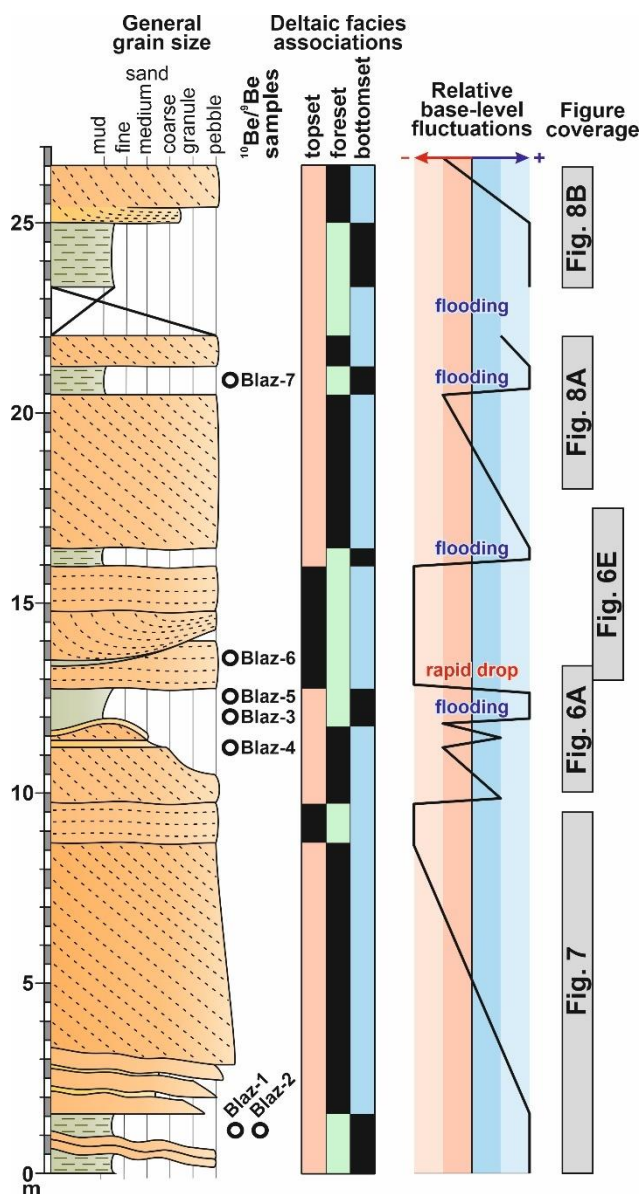 General
grain size
mud
fine
medium
sand
coarse
granule
pebble
¹⁰Be/⁹Be
samples
Deltaic facies
associations
topset
foreset
bottomset
Relative
base-level
fluctuations
- +
Figure
coverage
25
Fig. 8B
flooding
Fig. 8A
Blaz-7
flooding
20
flooding
Fig. 6E
15
Blaz-6
rapid drop
Blaz-5
Blaz-3
flooding
Fig. 6A
Blaz-4
10
Fig. 7
5
Blaz-1
Blaz-2
0
m